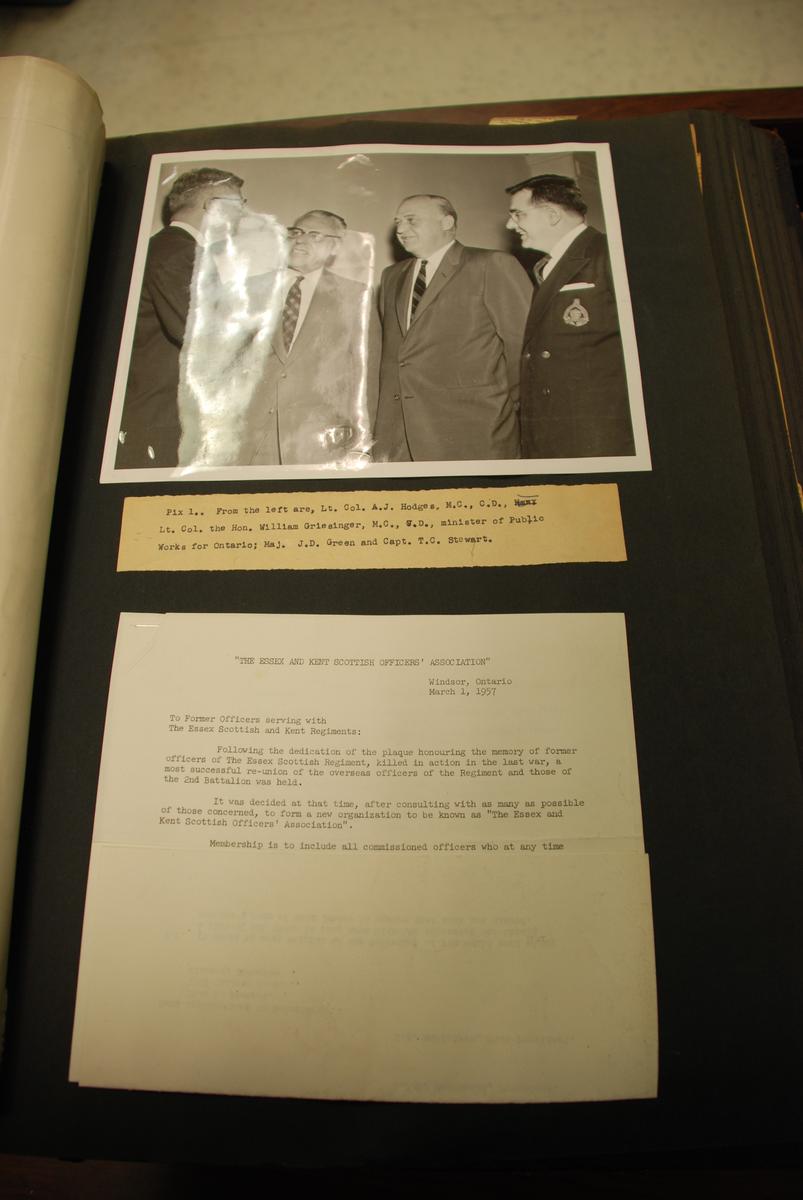 Pix 1.. From the left are, Lt. Col. A.J. Hodges, M.C., C.D.,
Lt. Col. the Hon. William Griesinger, M.C., V.D., minister of Public
Works for Ontario; Maj. J.D. Green and Capt. T.C. Stewart.
"THE ESSEX AND KENT SCOTTISH OFFICERS' ASSOCIATION"
Windsor, Ontario
March 1, 1957
To Former Officers serving with
The Essex Scottish and Kent Regiments:
Following the dedication of the plaque honouring the memory of former
officers of The Essex Scottish Regiment, killed in action in the last war, a
most successful re-union of the overseas officers of the Regiment and those of
the 2nd Battalion was held.
It was decided at that time, after consulting with as many as possible
of those concerned, to form a new organization to be known as "The Essex and
Kent Scottish Officers' Association".
Membership is to include all commissioned officers who at any time